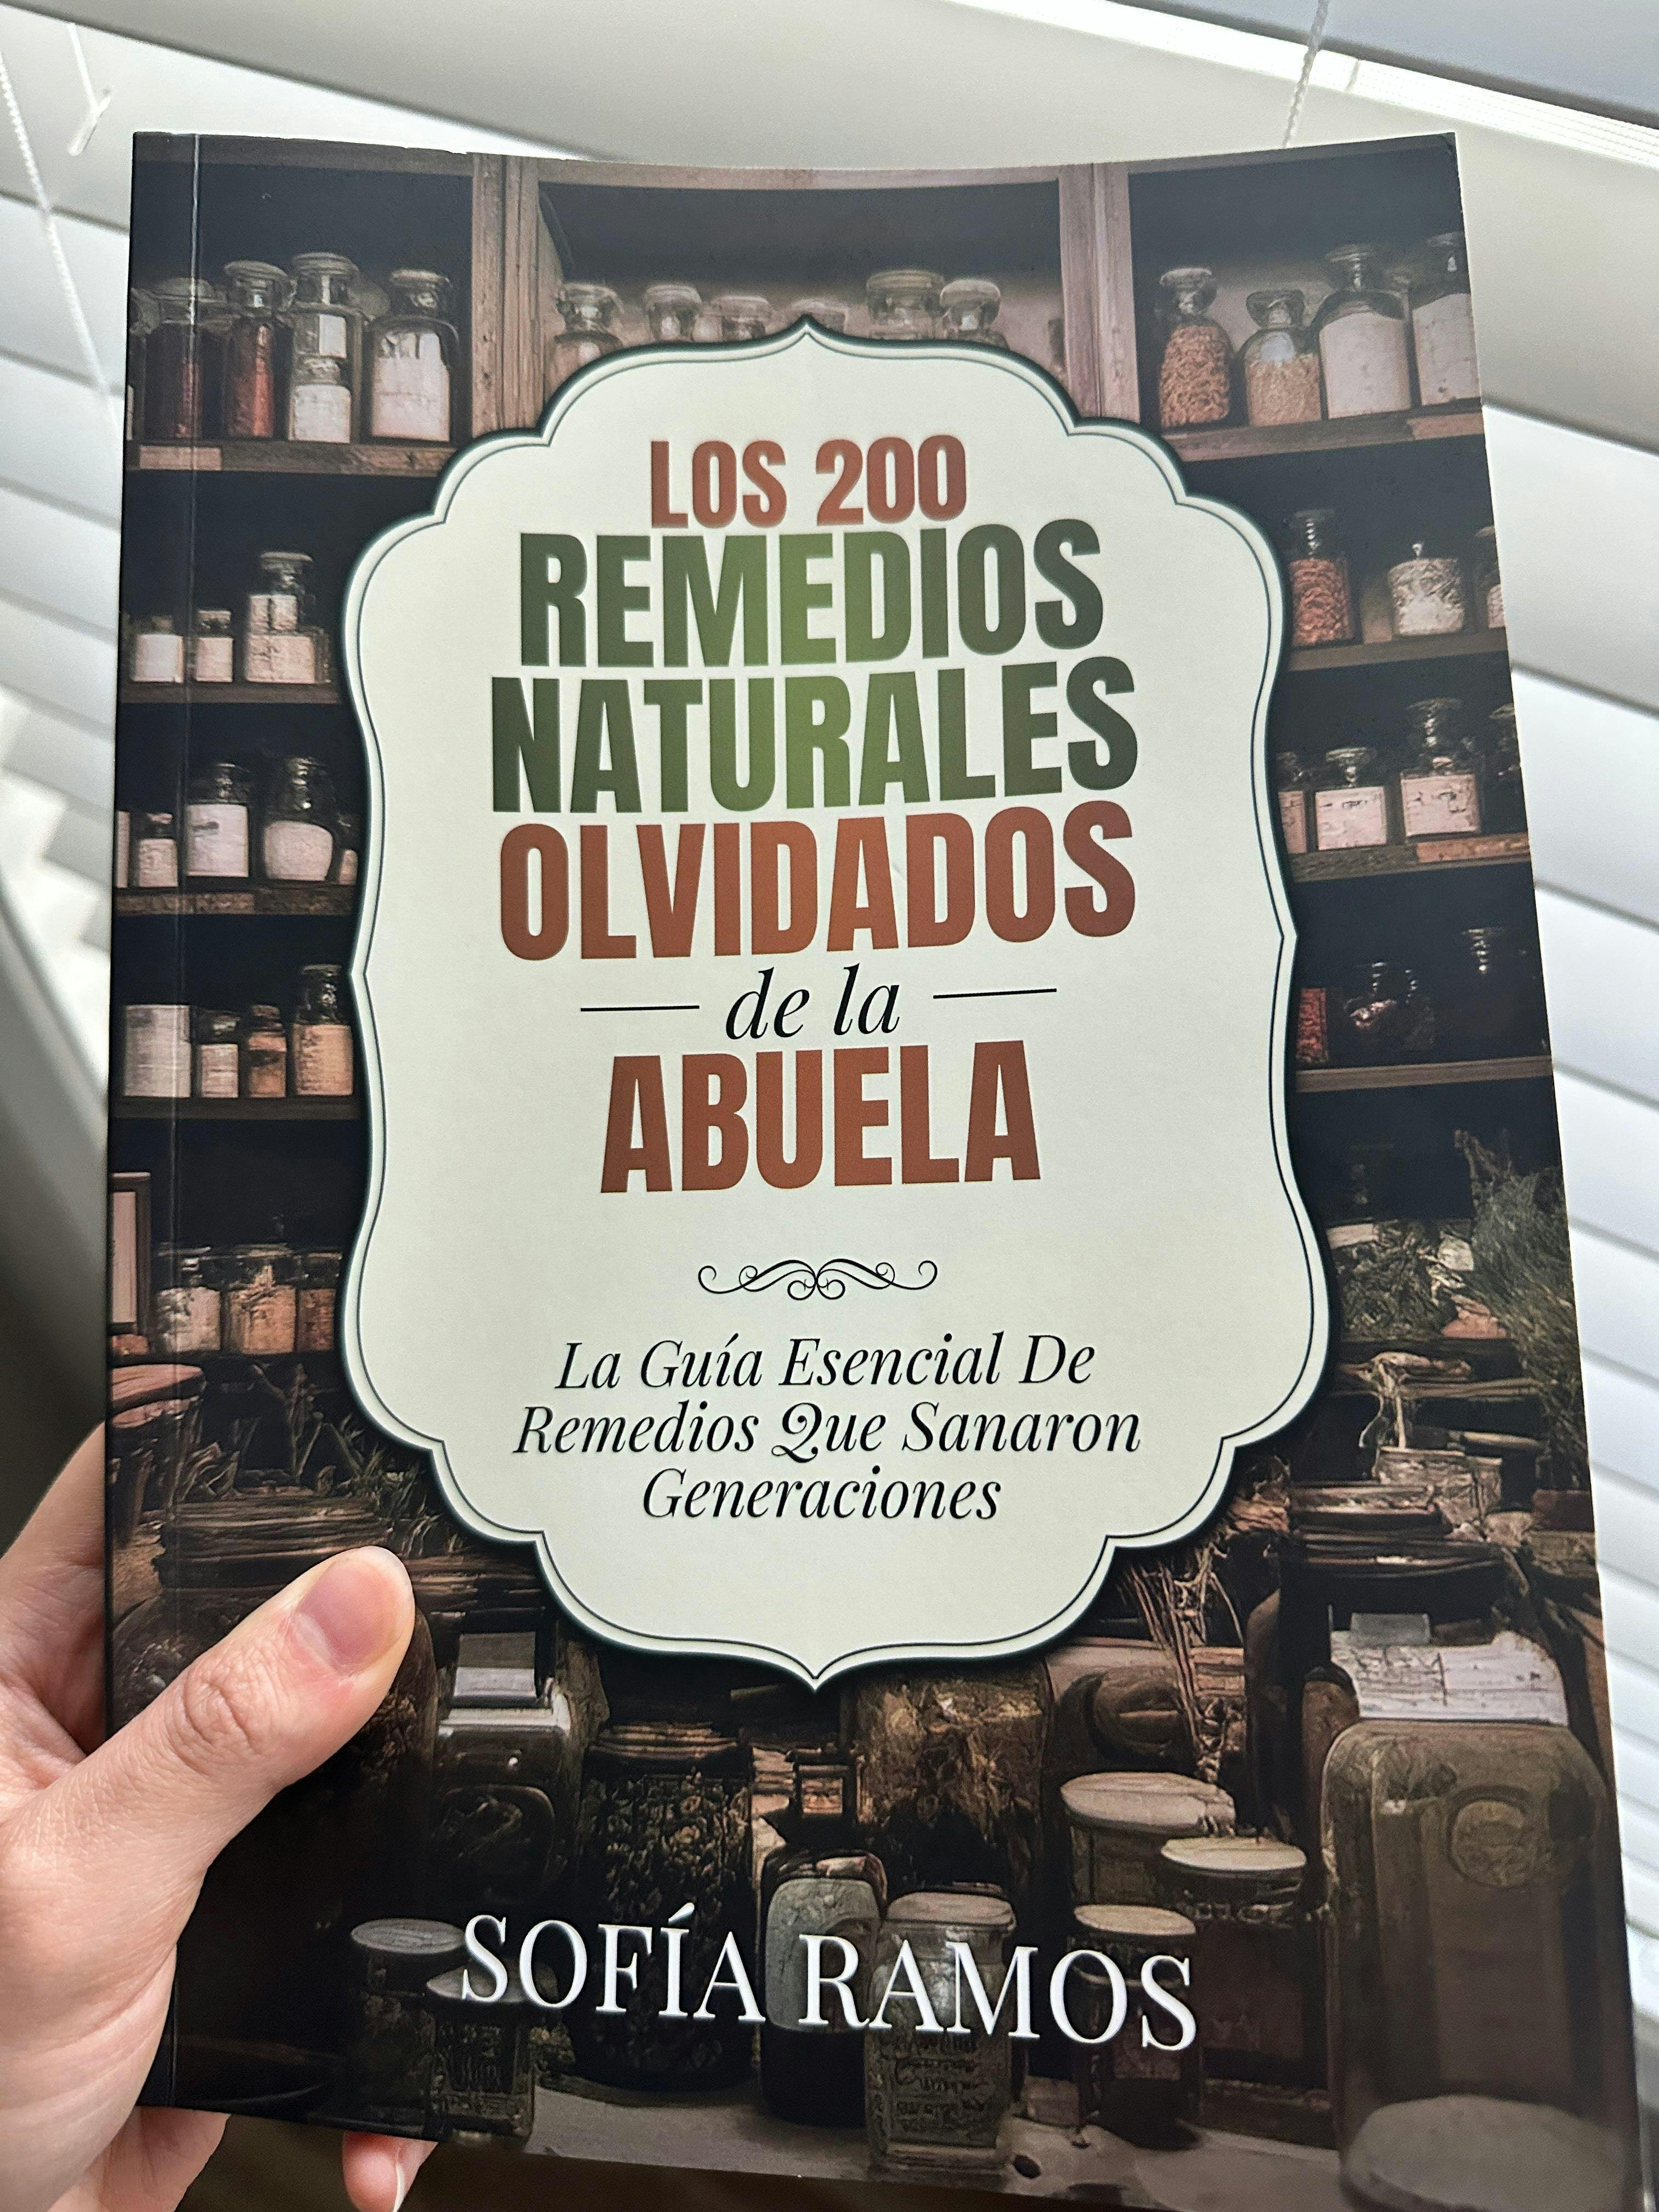 LOS 200
REMEDIOS
NATURALES
OLVIDADOS
de la
ABUELA
La Guía Esencial De
Remedios Que Sanaron
Generaciones
SOFÍA RAMOS